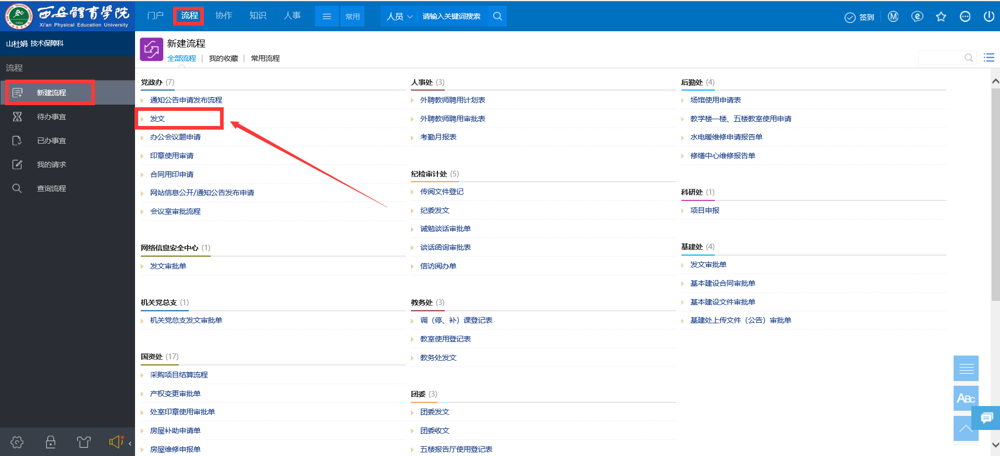 西安體育學院
Xi'an Physical Education University
门户 流程 协作 知识 人事 常用 人员 请输入关键词搜索 签到
山杜娟 技术保障科
流程
新建流程
待办事宜
已办事宜
我的请求
查询流程
新建流程
全部流程 | 我的收藏 | 常用流程
党政办 (7)
通知公告申请发布流程
发文
办公会议题申请
印章使用审请
合同用印申请
网站信息公开/通知公告发布申请
会议室审批流程
网络信息安全中心 (1)
发文审批单
机关党总支 (1)
机关党总支发文审批单
国资处 (17)
采购项目结算流程
产权变更审批单
处室印章使用审批单
房屋补助申请单
房屋维修申报单
人事处 (3)
外聘教师聘用计划表
外聘教师聘用审批表
考勤月报表
纪检审计处 (5)
传阅文件登记
纪委发文
诫勉谈话审批单
谈话函询审批表
信访阅办单
教务处 (3)
调（停、补）课登记表
教室使用登记表
教务处发文
团委 (3)
团委发文
团委收文
五楼报告厅使用登记表
后勤处 (4)
场馆使用申请表
教学楼一楼、五楼教室使用申请
水电暖维修申请报告单
修缮中心维修报告单
科研处 (1)
项目申报
基建处 (4)
发文审批单
基本建设合同审批单
基本建设文件审批单
基建处上传文件（公告）审批单
ABC